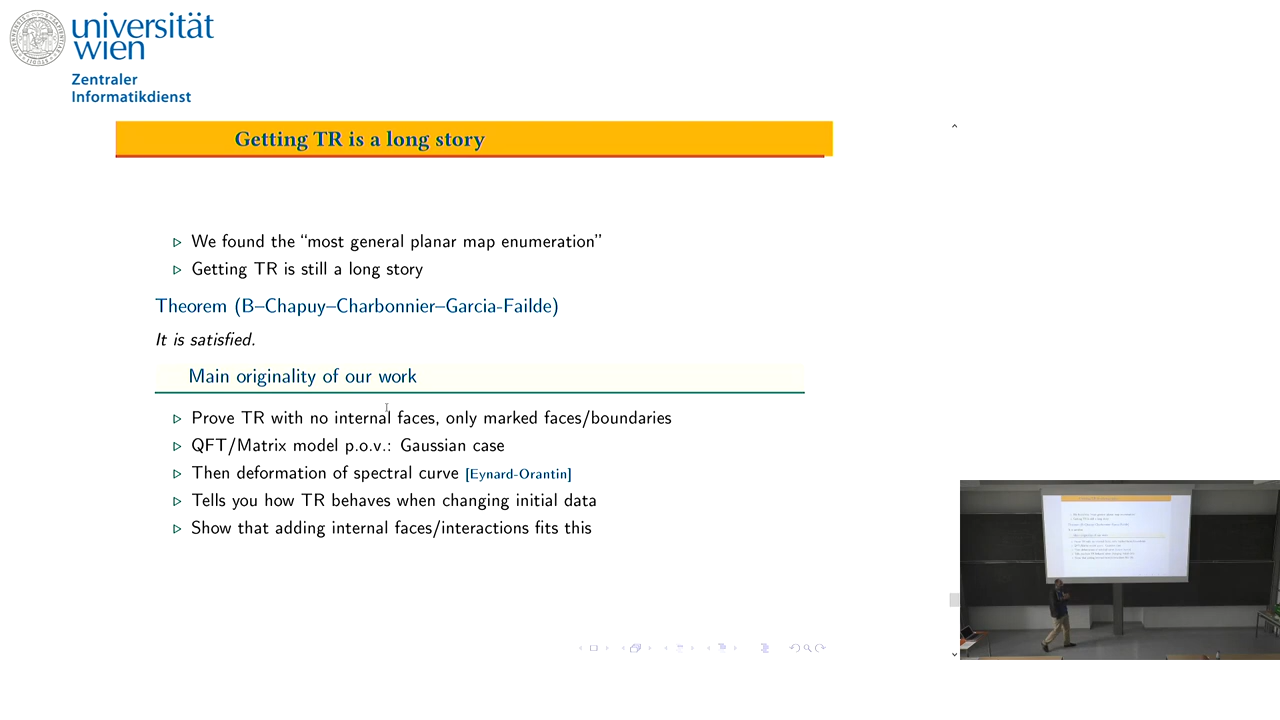 universität
wien
Zentraler
Informatikdienst
Getting TR is a long story
▷ We found the “most general planar map enumeration”
▷ Getting TR is still a long story
Theorem (B–Chapuy–Charbonnier–Garcia-Failde)
It is satisfied.
Main originality of our work
▷ Prove TR with no internal faces, only marked faces/boundaries
▷ QFT/Matrix model p.o.v.: Gaussian case
▷ Then deformation of spectral curve [Eynard-Orantin]
▷ Tells you how TR behaves when changing initial data
▷ Show that adding internal faces/interactions fits this